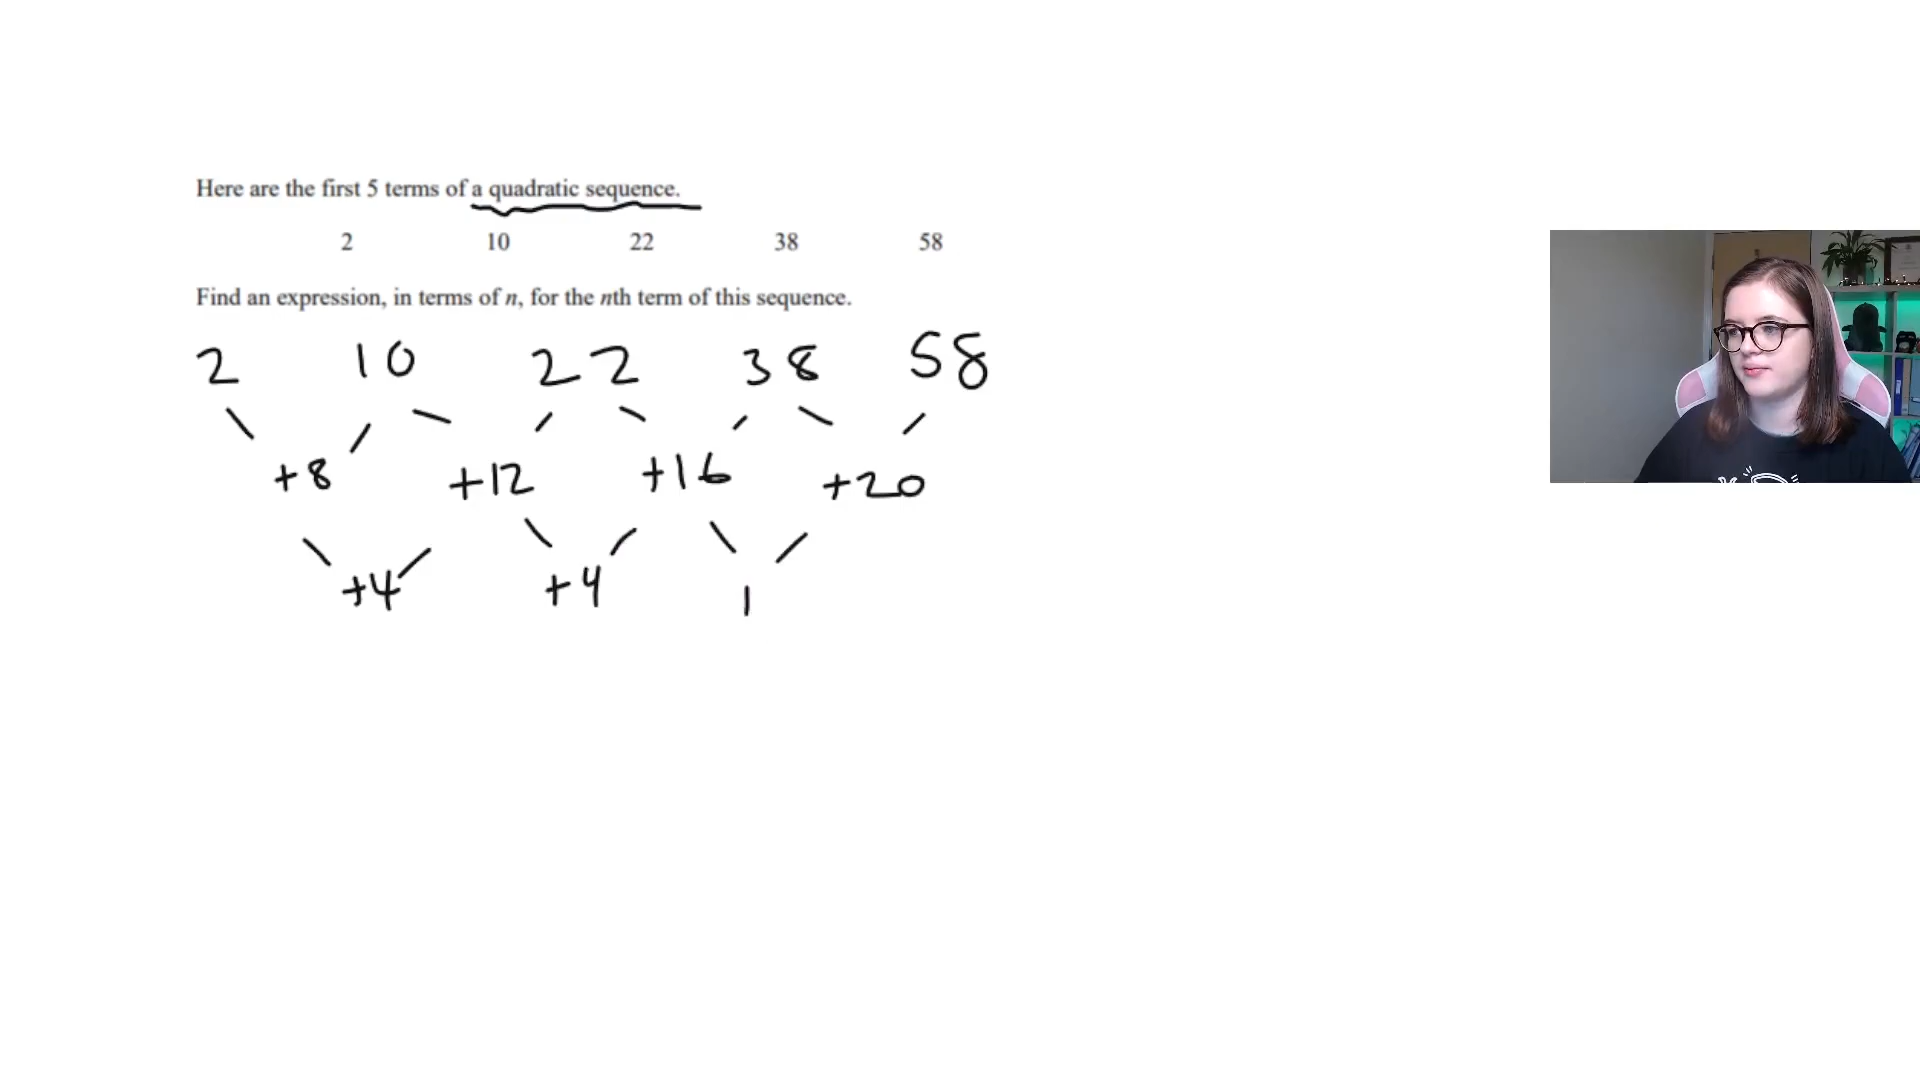 Here are the first 5 terms of a quadratic sequence.
2 10 22 38 58
Find an expression, in terms of n, for the nth term of this sequence.
2 10 22 38 58
+8 +12 +16 +20
+4 +4 1